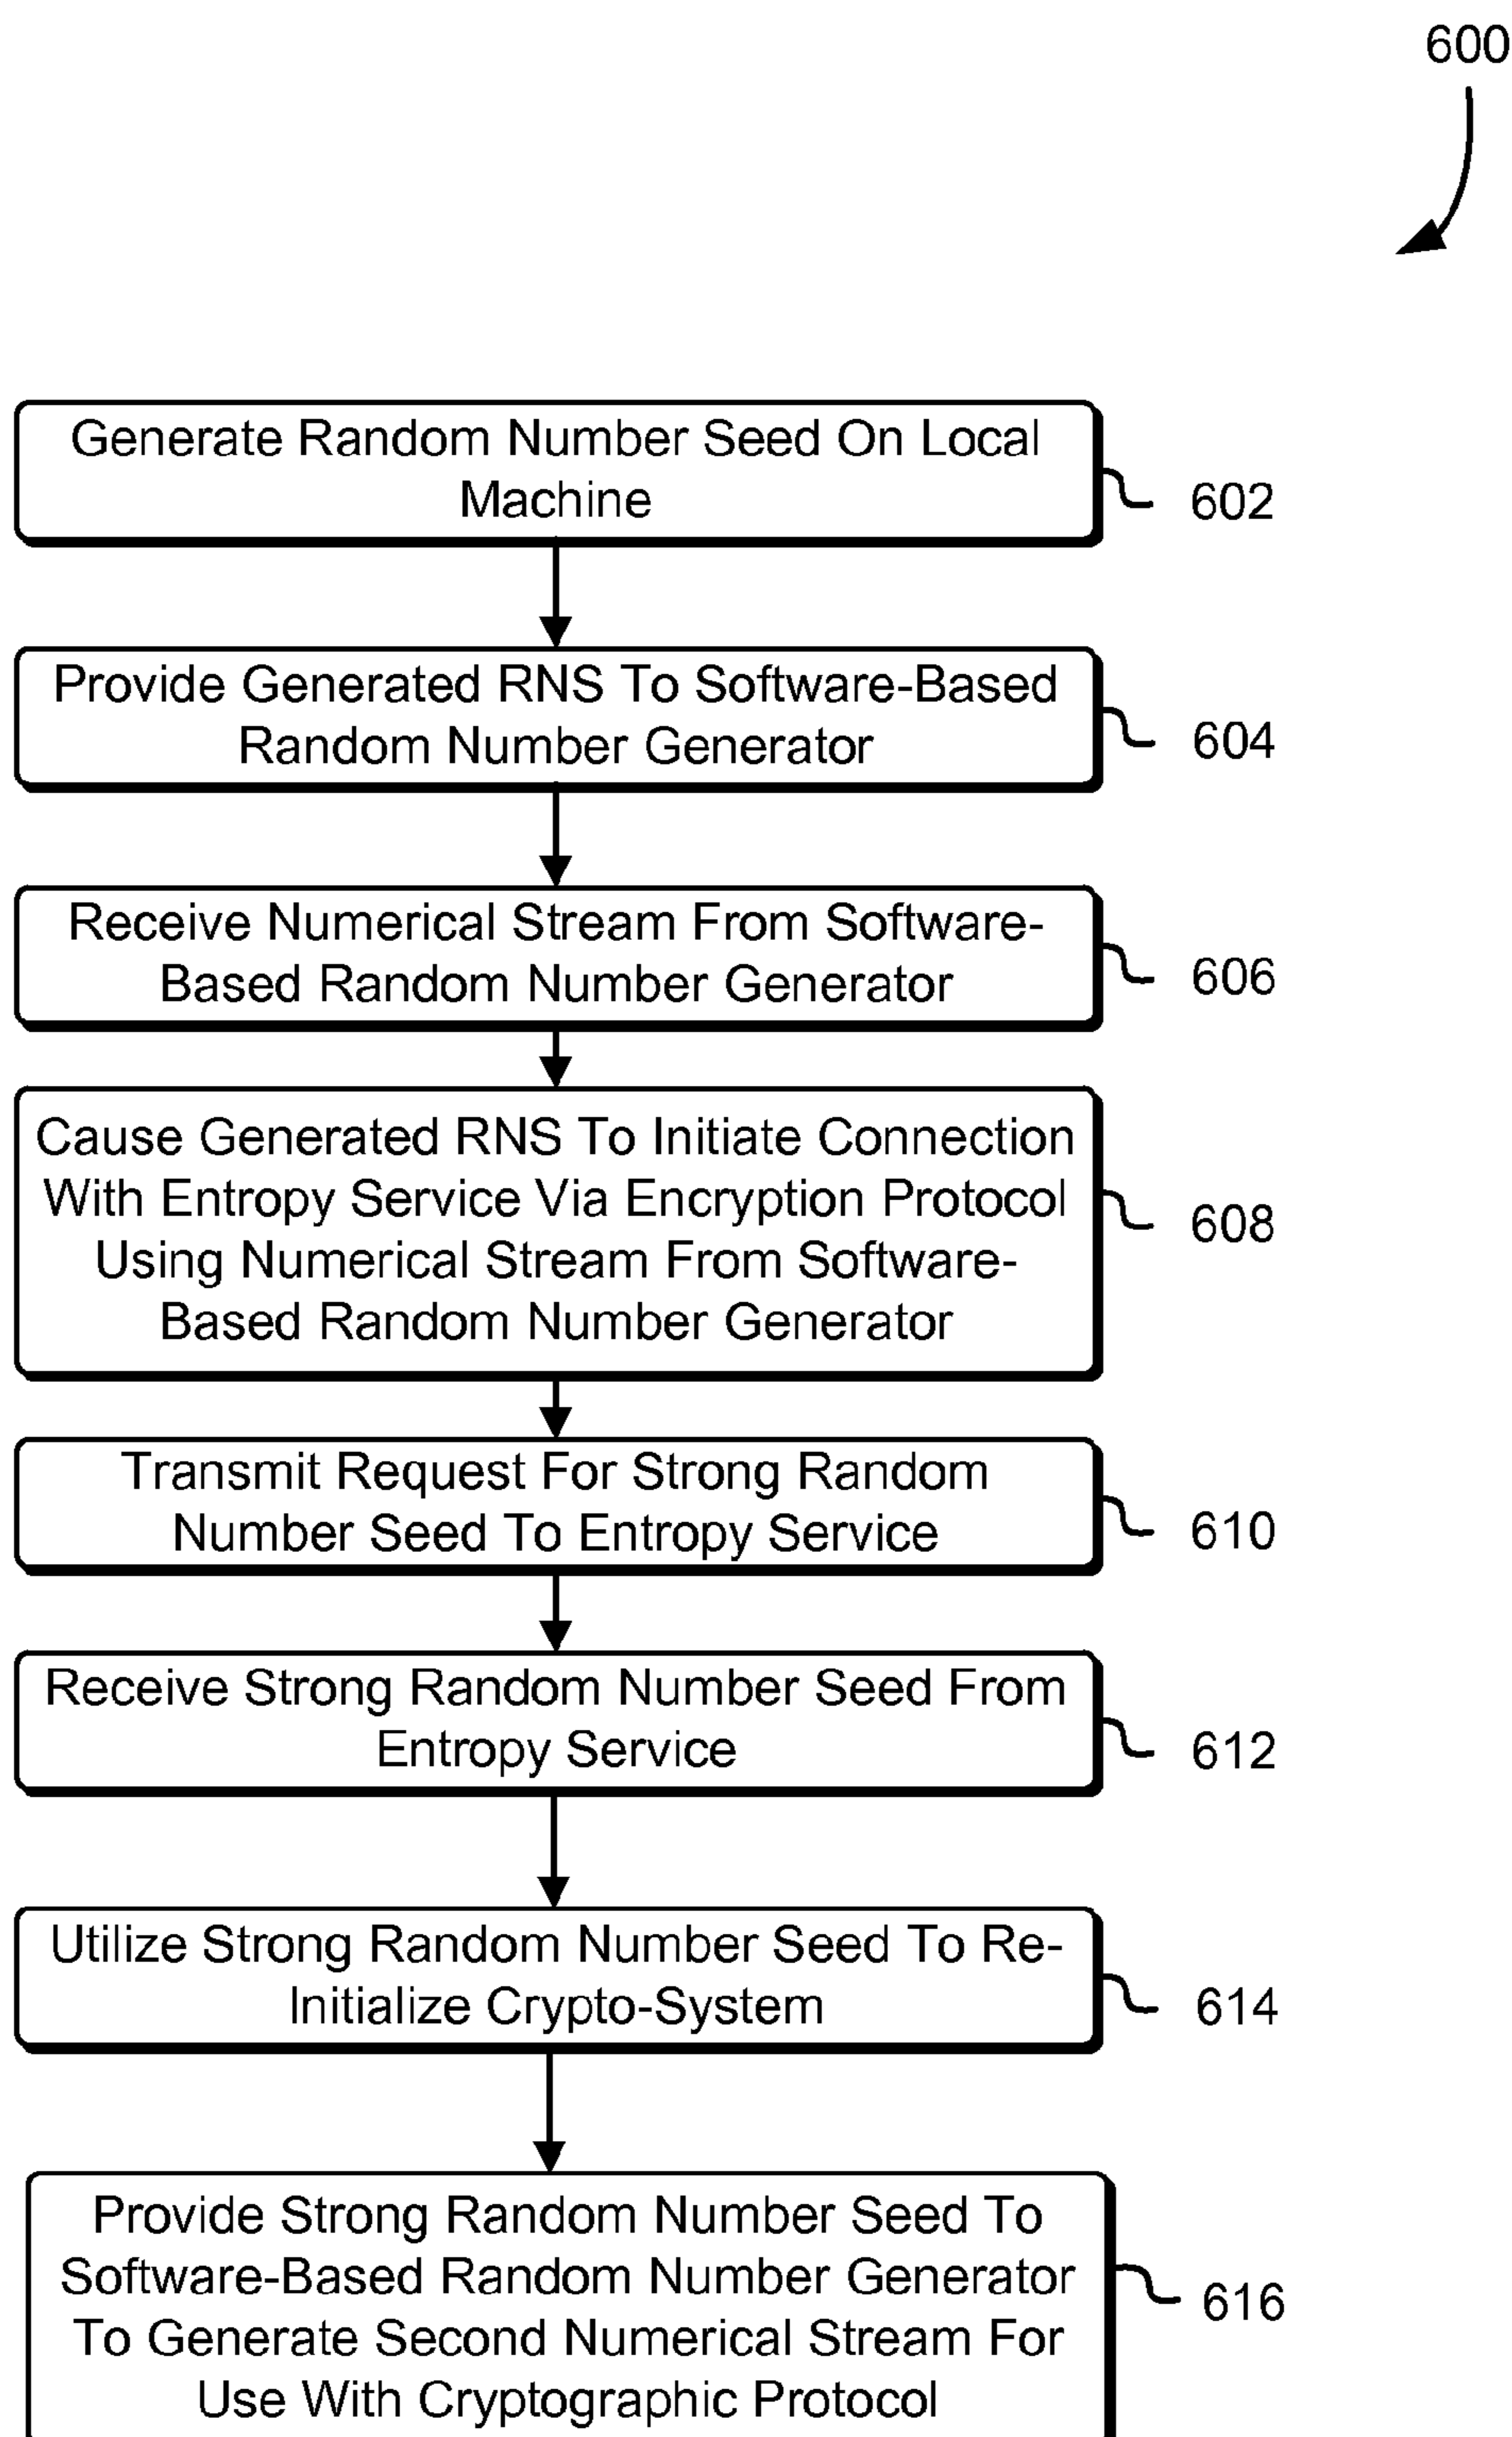 600
Generate Random Number Seed On Local
Machine
602
Provide Generated RNS To Software-Based
Random Number Generator
604
Receive Numerical Stream From Software-
Based Random Number Generator
606
Cause Generated RNS To Initiate Connection
With Entropy Service Via Encryption Protocol
Using Numerical Stream From Software-
Based Random Number Generator
608
Transmit Request For Strong Random
Number Seed To Entropy Service
610
Receive Strong Random Number Seed From
Entropy Service
612
Utilize Strong Random Number Seed To Re-
Initialize Crypto-System
614
Provide Strong Random Number Seed To
Software-Based Random Number Generator
To Generate Second Numerical Stream For
Use With Cryptographic Protocol
616